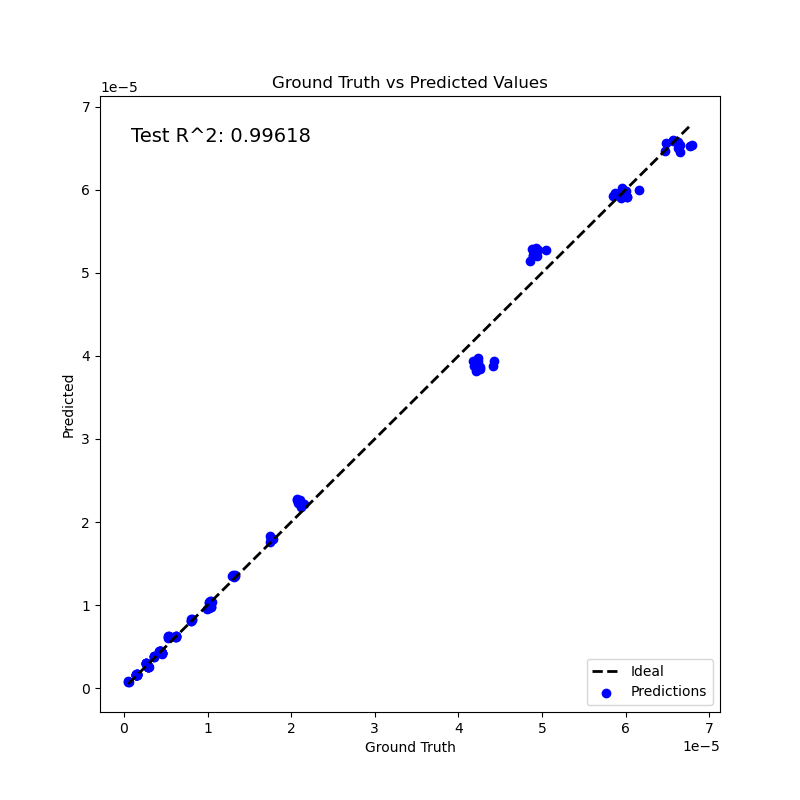 Ground Truth vs Predicted Values
1e−5
Test R^2: 0.99618
7
6
5
4
3
2
1
0
Predicted
Ideal
Predictions
0 1 2 3 4 5 6 7
1e−5
Ground Truth